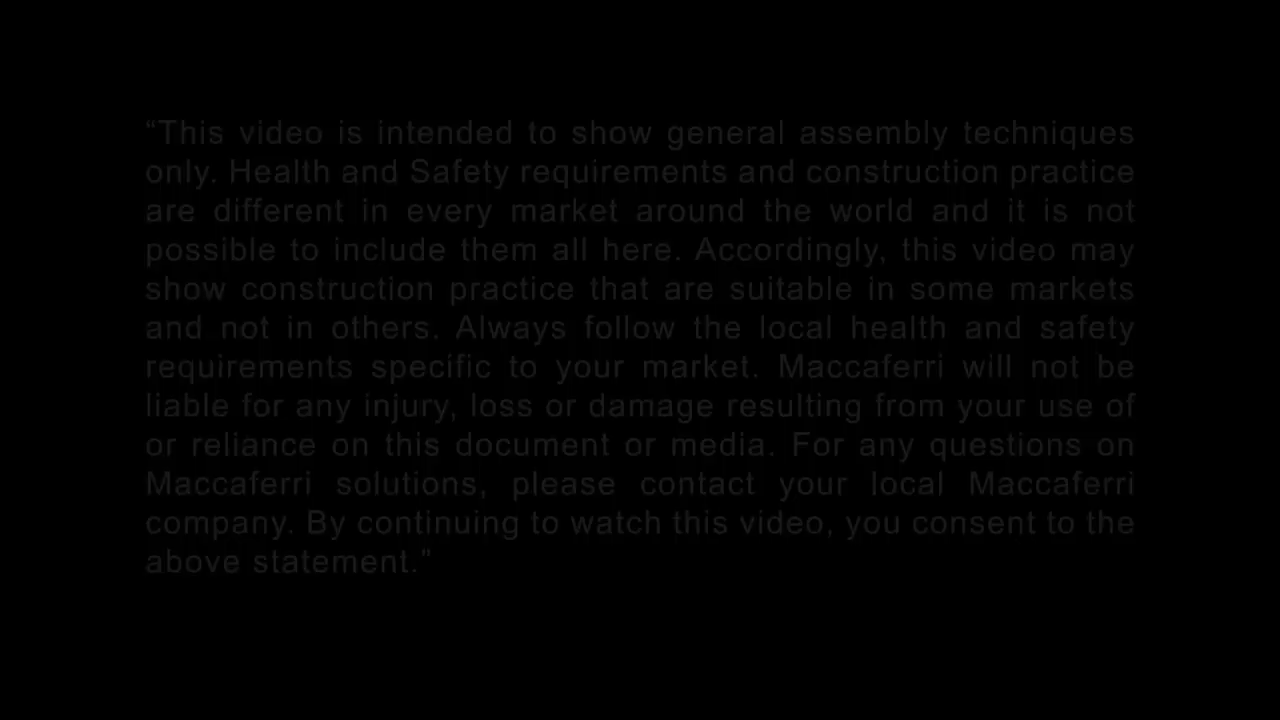 “This video is intended to show general assembly techniques
only. Health and Safety requirements and construction practice
are different in every market around the world and it is not
possible to include them all here. Accordingly, this video may
show construction practice that are suitable in some markets
and not in others. Always follow the local health and safety
requirements specific to your market. Maccaferri will not be
liable for any injury, loss or damage resulting from your use of
or reliance on this document or media. For any questions on
Maccaferri solutions, please contact your local Maccaferri
company. By continuing to watch this video, you consent to the
above statement.”